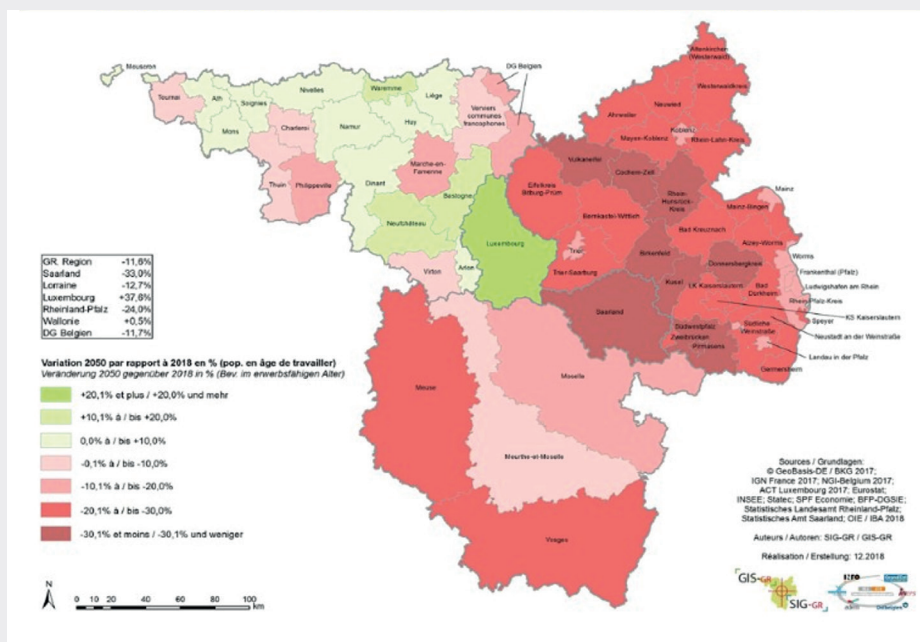 Mouscron
Tournai
Ath
Soignies
Mons
Nivelles
Charleroi
Thuin
Philippeville
Namur
Waremme
Huy
Liège
Dinant
Marche-en-
Famenne
Verviers
communes
francophones
DG Belgien
Bastogne
Neufchâteau
Virton
Arlon
Luxembourg
Altenkirchen
(Westerwald)
Westerwaldkreis
Neuwied
Ahrweiler
Mayen-Koblenz
Koblenz
Rhein-Lahn-Kreis
Vulkaneifel
Cochem-Zell
Eifelkreis
Bitburg-Prüm
Rhein-
Hunsrück-
Kreis
Bernkastel-Wittlich
Mainz
Mainz-Bingen
Bad Kreuznach
Alzey-Worms
Trier
Trier-Saarburg
Birkenfeld
Donnersbergkreis
Worms
Frankenthal (Pfalz)
Ludwigshafen am Rhein
Rhein-Pfalz-Kreis
KS Kaiserslautern
Speyer
Neustadt an der Weinstraße
Landau in der Pfalz
Kusel
LK Kaiserslautern
Bad
Dürkheim
Saarland
Südwestpfalz
Zweibrücken
Pirmasens
Südliche
Weinstraße
Germersheim
Meuse
Moselle
Meurthe-et-Moselle
Vosges
GR. Region -11,6%
Saarland -33,0%
Lorraine -12,7%
Luxembourg +37,6%
Rheinland-Pfalz -24,0%
Wallonie +0,5%
DG Belgien -11,7%
Variation 2050 par rapport à 2018 en % (pop. en âge de travailler)
Veränderung 2050 gegenüber 2018 in % (Bev. im erwerbsfähigen Alter)
+20,1% et plus / +20,0% und mehr
+10,1% à / bis +20,0%
0,0% à / bis +10,0%
-0,1% à / bis -10,0%
-10,1% à / bis -20,0%
-20,1% à / bis -30,0%
-30,1% et moins / -30,1% und weniger
N
0 10 20 40 60 80 100
km
Sources / Grundlagen:
© GeoBasis-DE / BKG 2017;
IGN France 2017; NGI-Belgium 2017;
ACT Luxembourg 2017; Eurostat;
INSEE; Statec; SPF Economie; BFP-DGSIE;
Statistisches Landesamt Rheinland-Pfalz;
Statistisches Amt Saarland; OIE / IBA 2018
Auteurs / Autoren: SIG-GR / GIS-GR
Réalisation / Erstellung: 12.2018
GIS-GR
SIG-GR